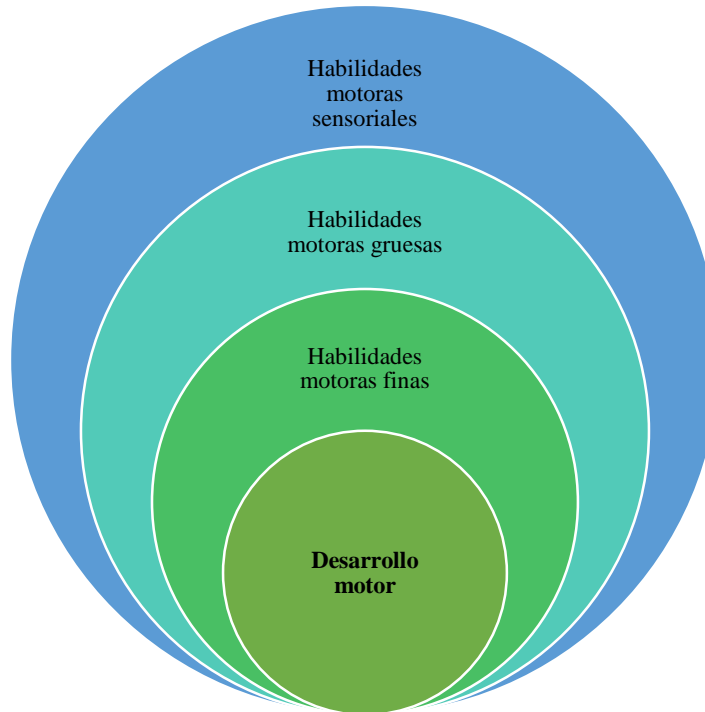 Habilidades
motoras
sensoriales
Habilidades
motoras gruesas
Habilidades
motoras finas
Desarrollo
motor